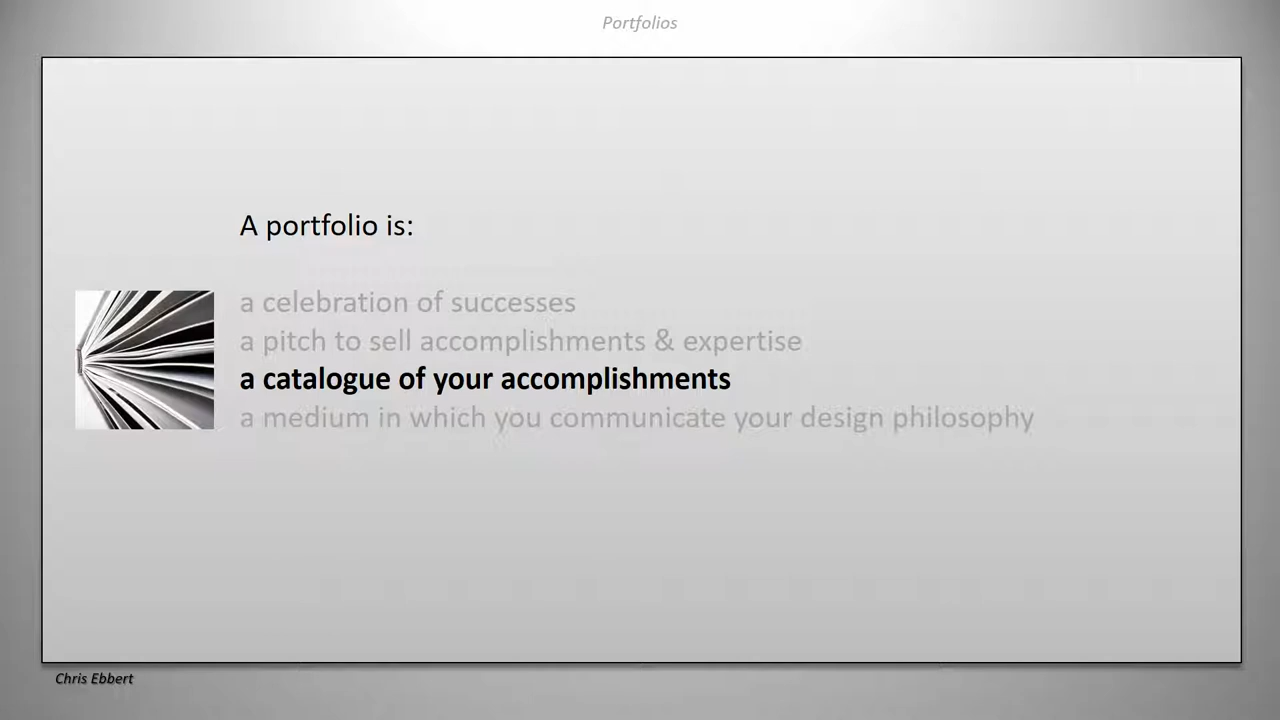 Portfolios
A portfolio is:
a celebration of successes
a pitch to sell accomplishments & expertise
a catalogue of your accomplishments
a medium in which you communicate your design philosophy
Chris Ebbert